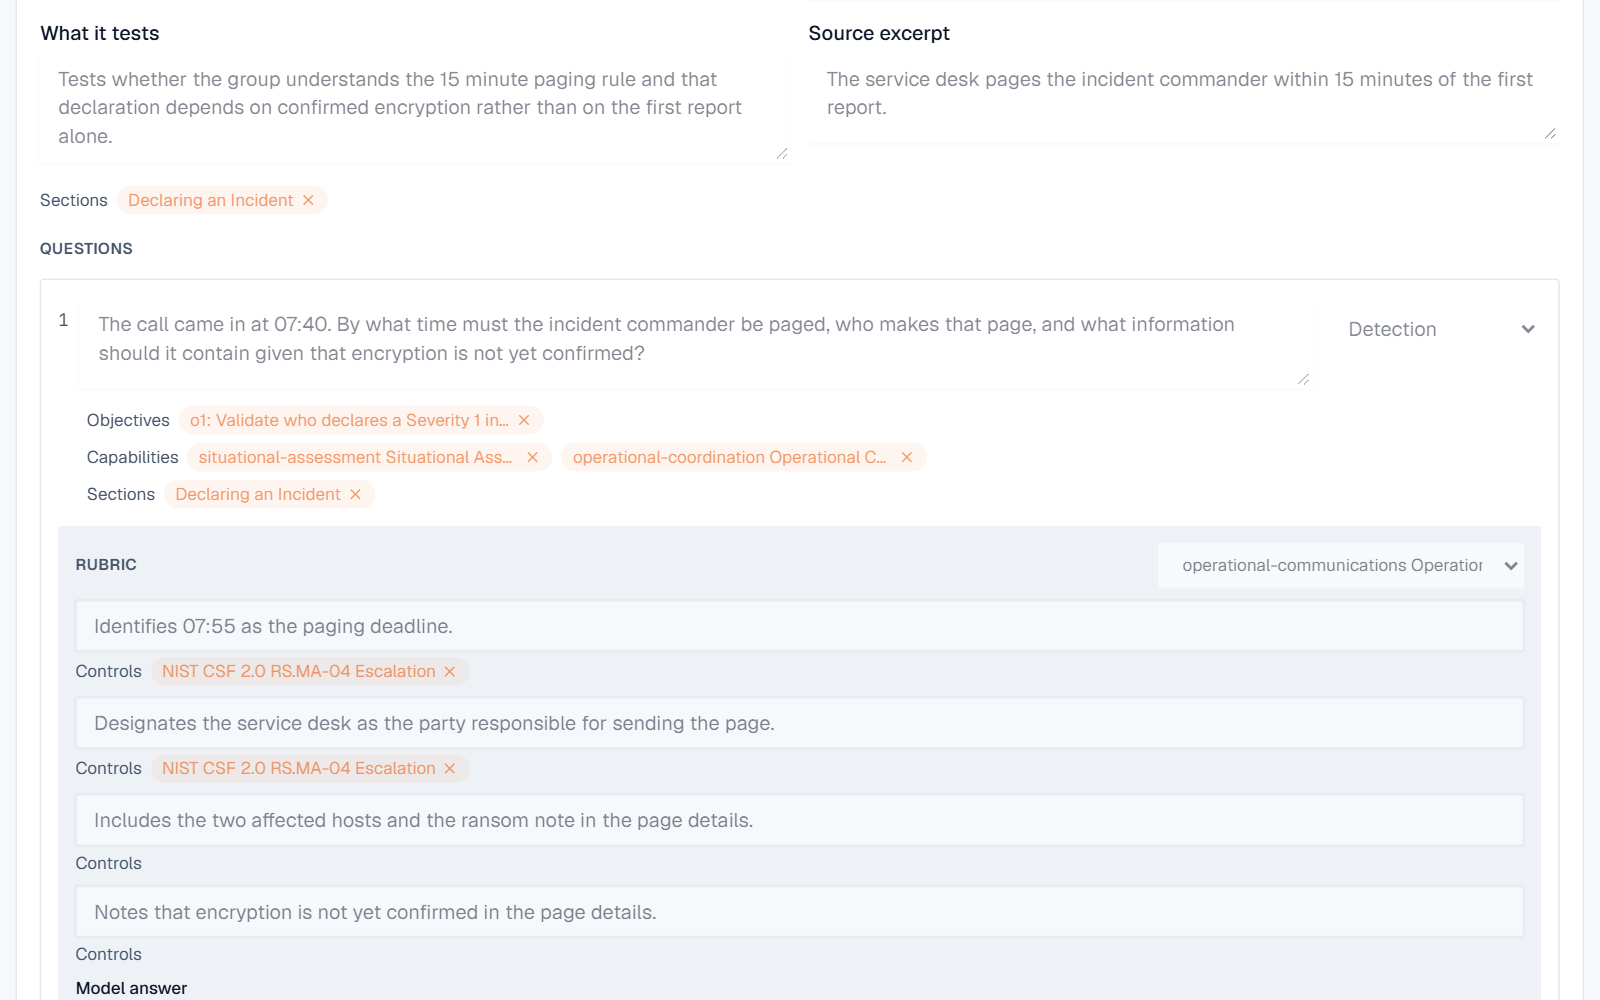 What it tests
Tests whether the group understands the 15 minute paging rule and that
declaration depends on confirmed encryption rather than on the first report
alone.
Source excerpt
The service desk pages the incident commander within 15 minutes of the first
report.
Sections Declaring an Incident ×
QUESTIONS
1
The call came in at 07:40. By what time must the incident commander be paged, who makes that page, and what information
should it contain given that encryption is not yet confirmed?
Detection
Objectives o1: Validate who declares a Severity 1 in... ×
Capabilities situational-assessment Situational Ass... × operational-coordination Operational C... ×
Sections Declaring an Incident ×
RUBRIC
operational-communications Operation
Identifies 07:55 as the paging deadline.
Controls NIST CSF 2.0 RS.MA-04 Escalation ×
Designates the service desk as the party responsible for sending the page.
Controls NIST CSF 2.0 RS.MA-04 Escalation ×
Includes the two affected hosts and the ransom note in the page details.
Controls
Notes that encryption is not yet confirmed in the page details.
Controls
Model answer